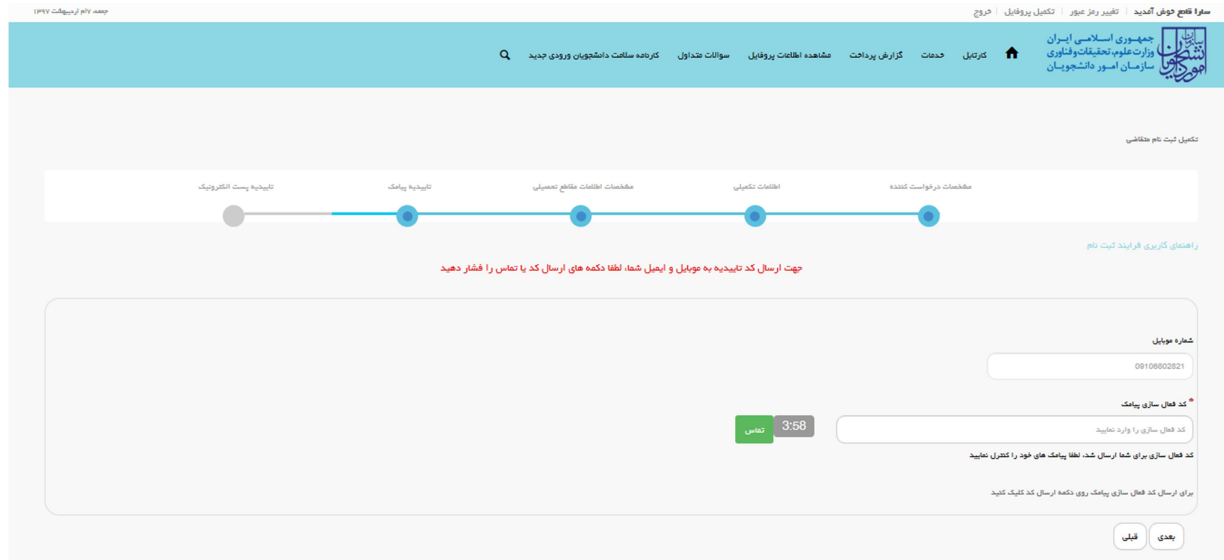 سارا قانع خوش آمدید | تغییر رمز عبور | تکمیل پروفایل | خروج
جمعه، ۷ام اردیبهشت ۱۳۹۷
جمهوری اسلامی ایران
وزارت علوم، تحقیقات و فناوری
سازمان امور دانشجویان
کارتابل خدمات گزارش پرداخت مشاهده اطلاعات پروفایل سوالات متداول کارنامه سلامت دانشجویان ورودی جدید
تکمیل ثبت نام متقاضی
مشخصات درخواست کننده
اطلاعات تکمیلی
مشخصات اطلاعات مقاطع تحصیلی
تاییدیه پیامک
تاییدیه پست الکترونیک
راهنمای کاربری فرایند ثبت نام
جهت ارسال کد تاییدیه به موبایل و ایمیل شما، لطفا دکمه های ارسال کد یا تماس را فشار دهید
شماره موبایل
09106602821
* کد فعال سازی پیامک
کد فعال سازی را وارد نمایید
3:58 تماس
کد فعال سازی برای شما ارسال شد، لطفا پیامک های خود را کنترل نمایید
برای ارسال کد فعال سازی پیامک روی دکمه ارسال کد کلیک کنید
بعدی قبلی